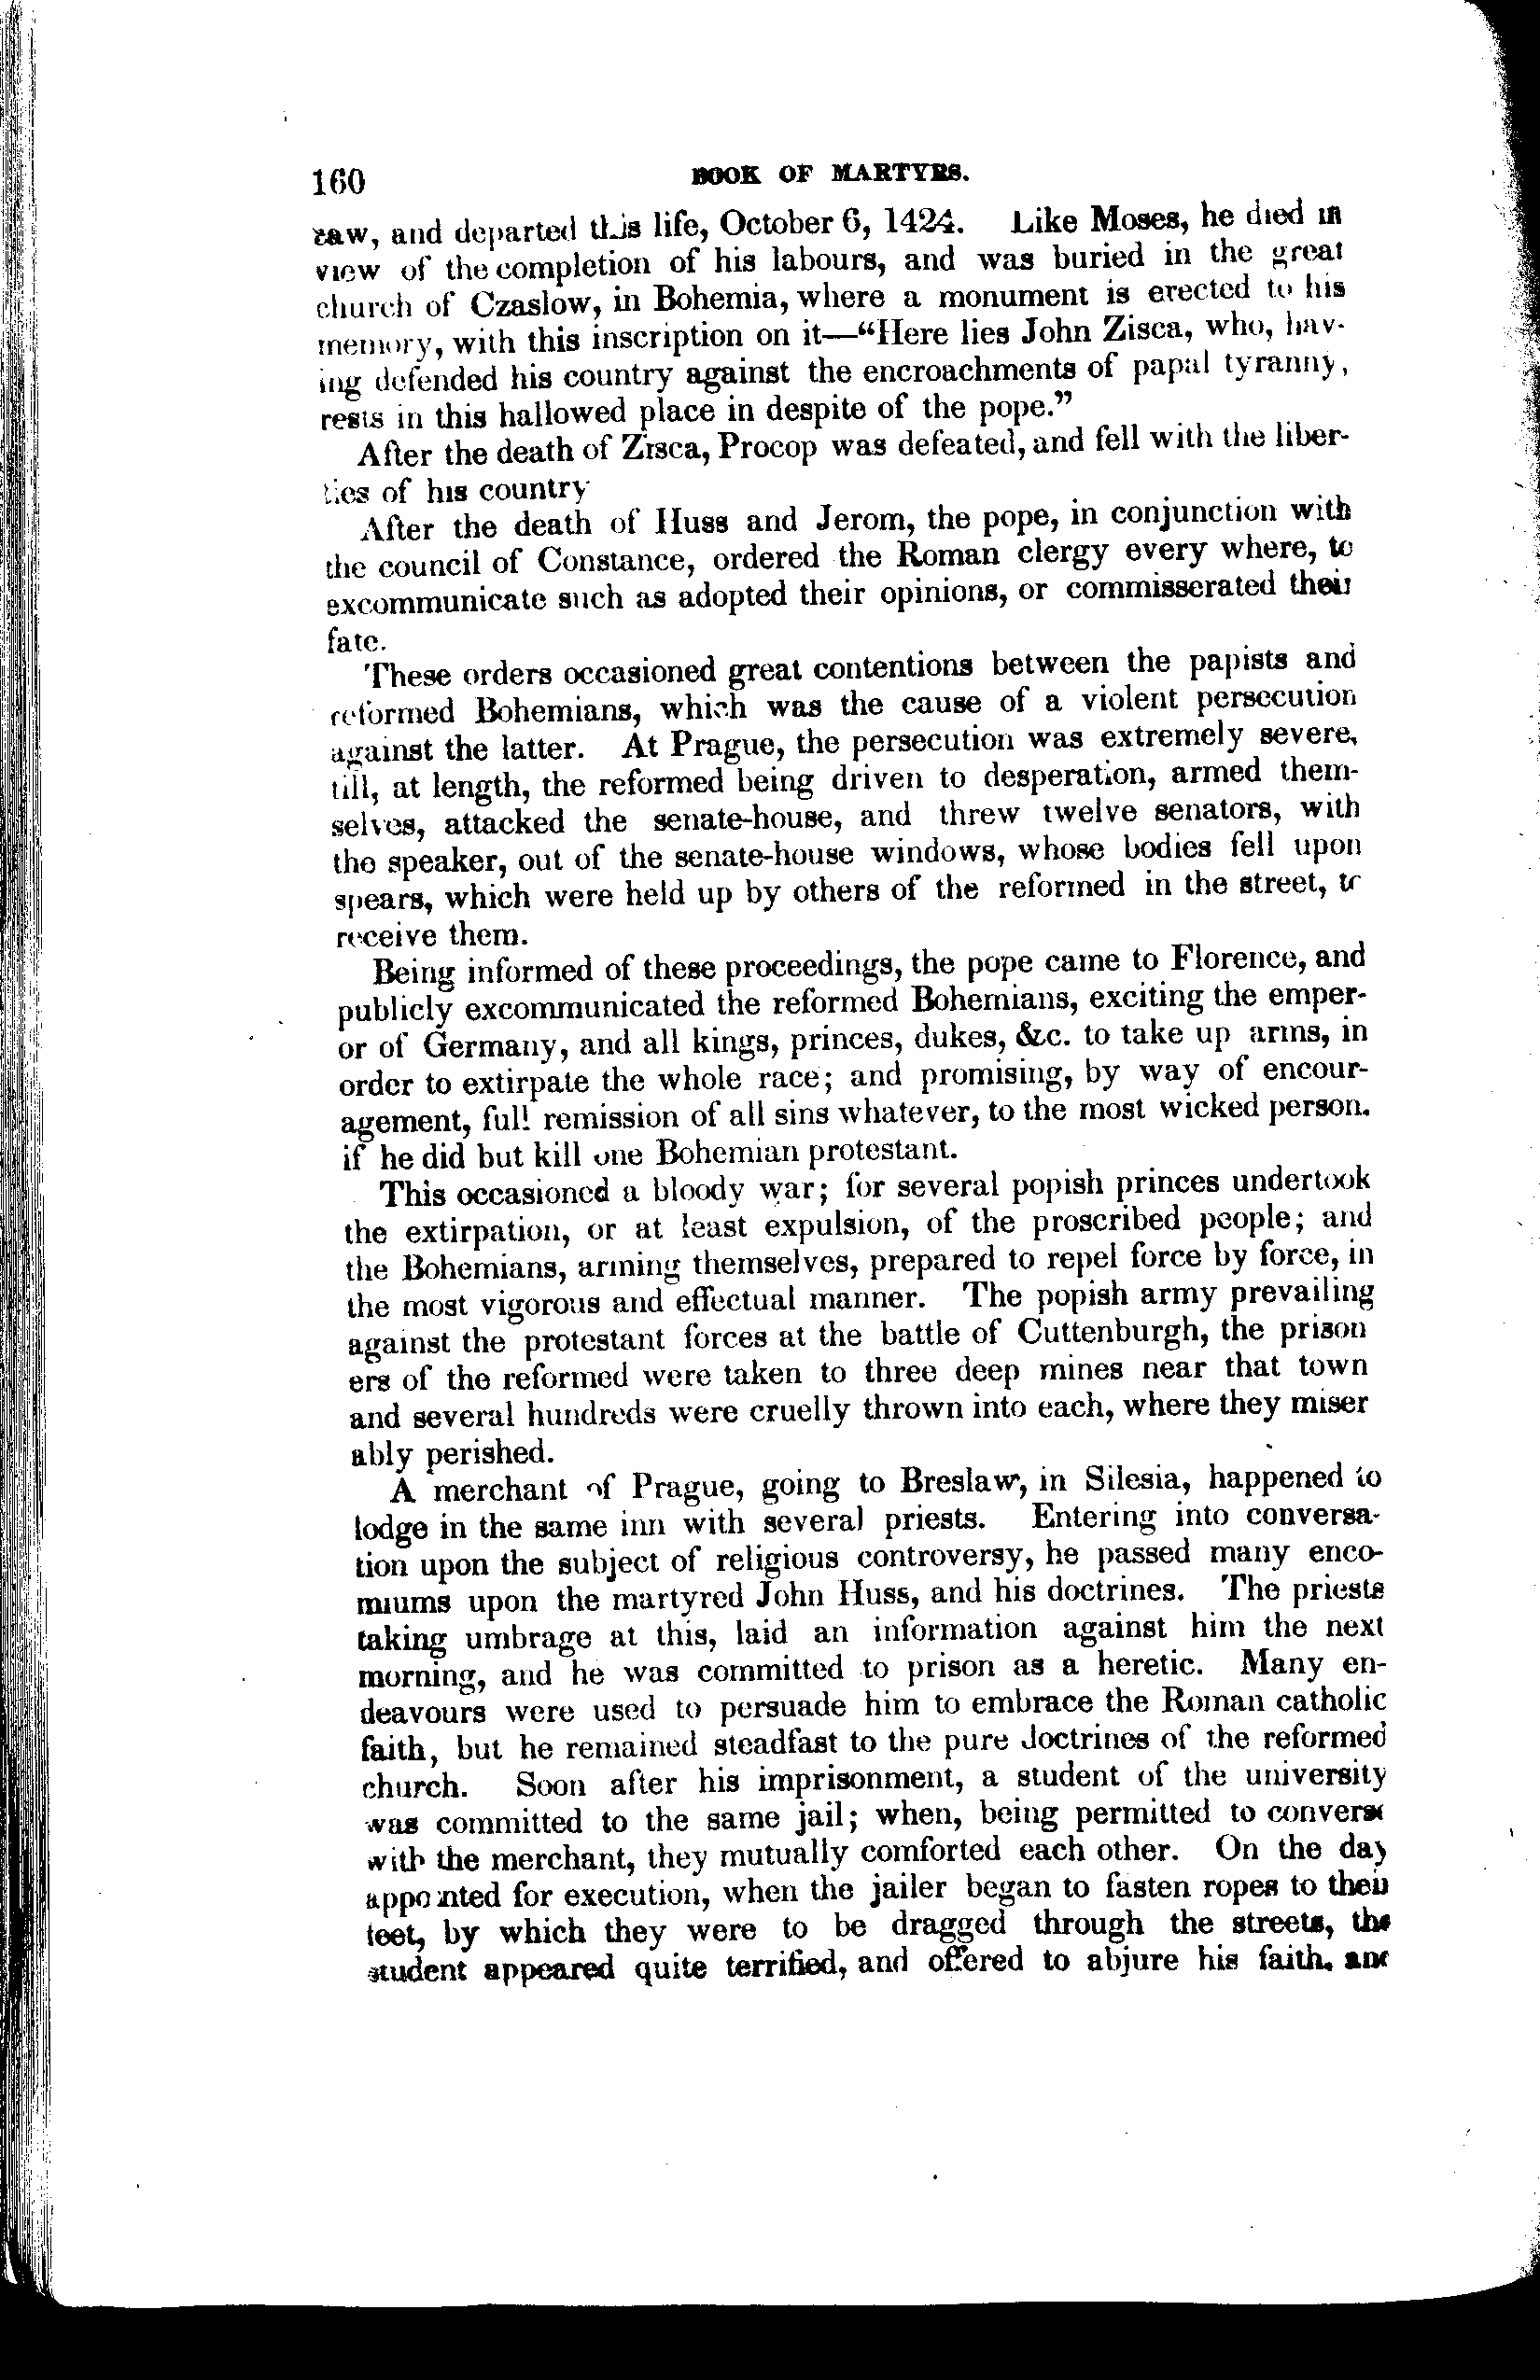 160 BOOK OF MARTYRS.
raw, and departed this life, October 6, 1424. Like Moses, he died in
view of the completion of his labours, and was buried in the great
church of Czaslow, in Bohemia, where a monument is erected to his
memory, with this inscription on it—“Here lies John Zisca, who, hav-
ing defended his country against the encroachments of papal tyranny,
rests in this hallowed place in despite of the pope.”
After the death of Zisca, Procop was defeated, and fell with the liber-
ties of his country
After the death of Huss and Jerom, the pope, in conjunction with
the council of Constance, ordered the Roman clergy every where, to
excommunicate such as adopted their opinions, or commisserated their
fate.
These orders occasioned great contentions between the papists and
reformed Bohemians, which was the cause of a violent persecution
against the latter. At Prague, the persecution was extremely severe,
till, at length, the reformed being driven to desperation, armed them-
selves, attacked the senate-house, and threw twelve senators, with
the speaker, out of the senate-house windows, whose bodies fell upon
spears, which were held up by others of the reformed in the street, to
receive them.
Being informed of these proceedings, the pope came to Florence, and
publicly excommunicated the reformed Bohemians, exciting the emper-
or of Germany, and all kings, princes, dukes, &c. to take up arms, in
order to extirpate the whole race; and promising, by way of encour-
agement, full remission of all sins whatever, to the most wicked person.
if he did but kill one Bohemian protestant.
This occasioned a bloody war; for several popish princes undertook
the extirpation, or at least expulsion, of the proscribed people; and
the Bohemians, arming themselves, prepared to repel force by force, in
the most vigorous and effectual manner. The popish army prevailing
against the protestant forces at the battle of Cuttenburgh, the prison
ers of the reformed were taken to three deep mines near that town
and several hundreds were cruelly thrown into each, where they miser
ably perished.
A merchant of Prague, going to Breslaw, in Silesia, happened to
lodge in the same inn with several priests. Entering into conversa-
tion upon the subject of religious controversy, he passed many enco-
miums upon the martyred John Huss, and his doctrines. The priests
taking umbrage at this, laid an information against him the next
morning, and he was committed to prison as a heretic. Many en-
deavours were used to persuade him to embrace the Roman catholic
faith, but he remained steadfast to the pure doctrines of the reformed
church. Soon after his imprisonment, a student of the university
was committed to the same jail; when, being permitted to converse
with the merchant, they mutually comforted each other. On the day
appointed for execution, when the jailer began to fasten ropes to their
feet, by which they were to be dragged through the streets, the
student appeared quite terrified, and offered to abjure his faith, and